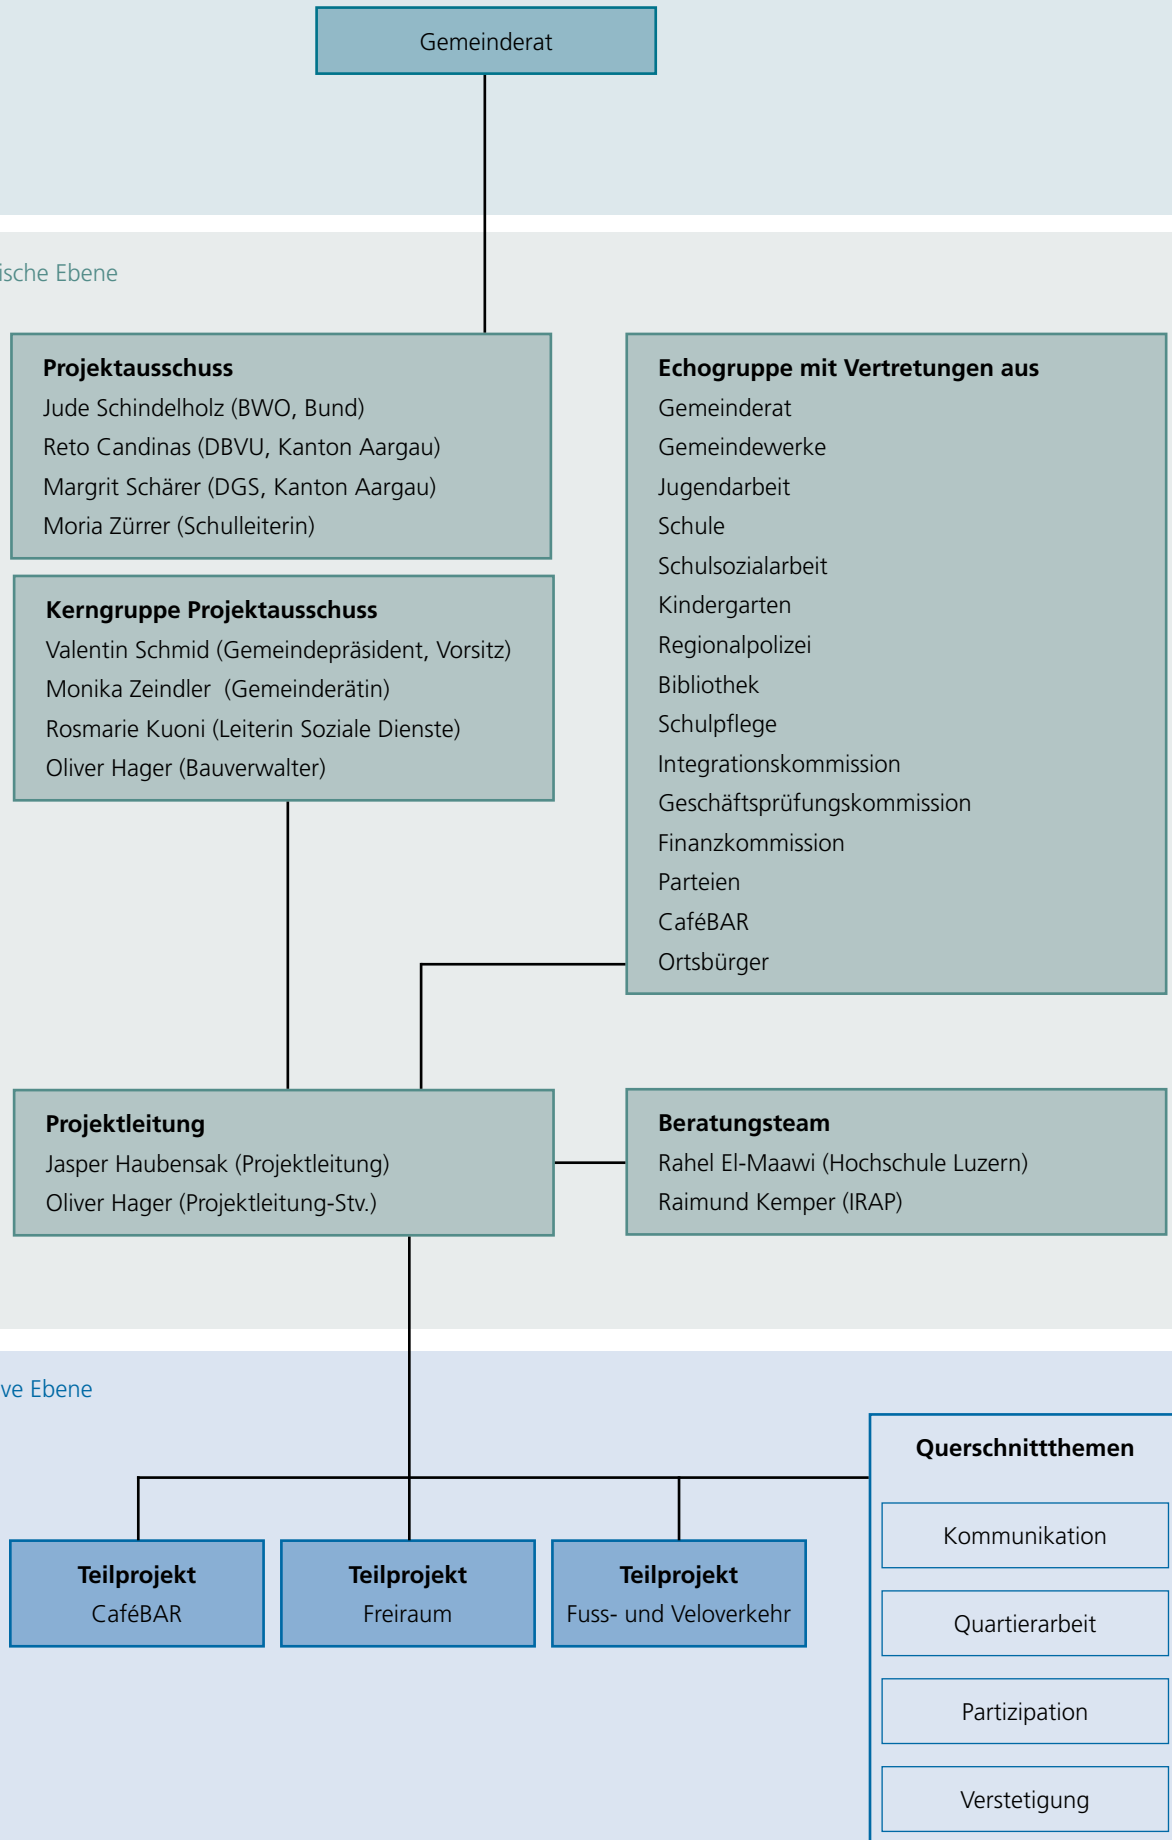 Gemeinderat
ische Ebene
Projektausschuss
Jude Schindelholz (BWO, Bund)
Reto Candinas (DBVU, Kanton Aargau)
Margrit Schärer (DGS, Kanton Aargau)
Moria Zürrer (Schulleiterin)
Kerngruppe Projektausschuss
Valentin Schmid (Gemeindepräsident, Vorsitz)
Monika Zeindler (Gemeinderätin)
Rosmarie Kuoni (Leiterin Soziale Dienste)
Oliver Hager (Bauverwalter)
Echogruppe mit Vertretungen aus
Gemeinderat
Gemeindewerke
Jugendarbeit
Schule
Schulsozialarbeit
Kindergarten
Regionalpolizei
Bibliothek
Schulpflege
Integrationskommission
Geschäftsprüfungskommission
Finanzkommission
Parteien
CaféBAR
Ortsbürger
Projektleitung
Jasper Haubensak (Projektleitung)
Oliver Hager (Projektleitung-Stv.)
Beratungsteam
Rahel El-Maawi (Hochschule Luzern)
Raimund Kemper (IRAP)
ve Ebene
Teilprojekt
CaféBAR
Teilprojekt
Freiraum
Teilprojekt
Fuss- und Veloverkehr
Querschnittthemen
Kommunikation
Quartierarbeit
Partizipation
Verstetigung